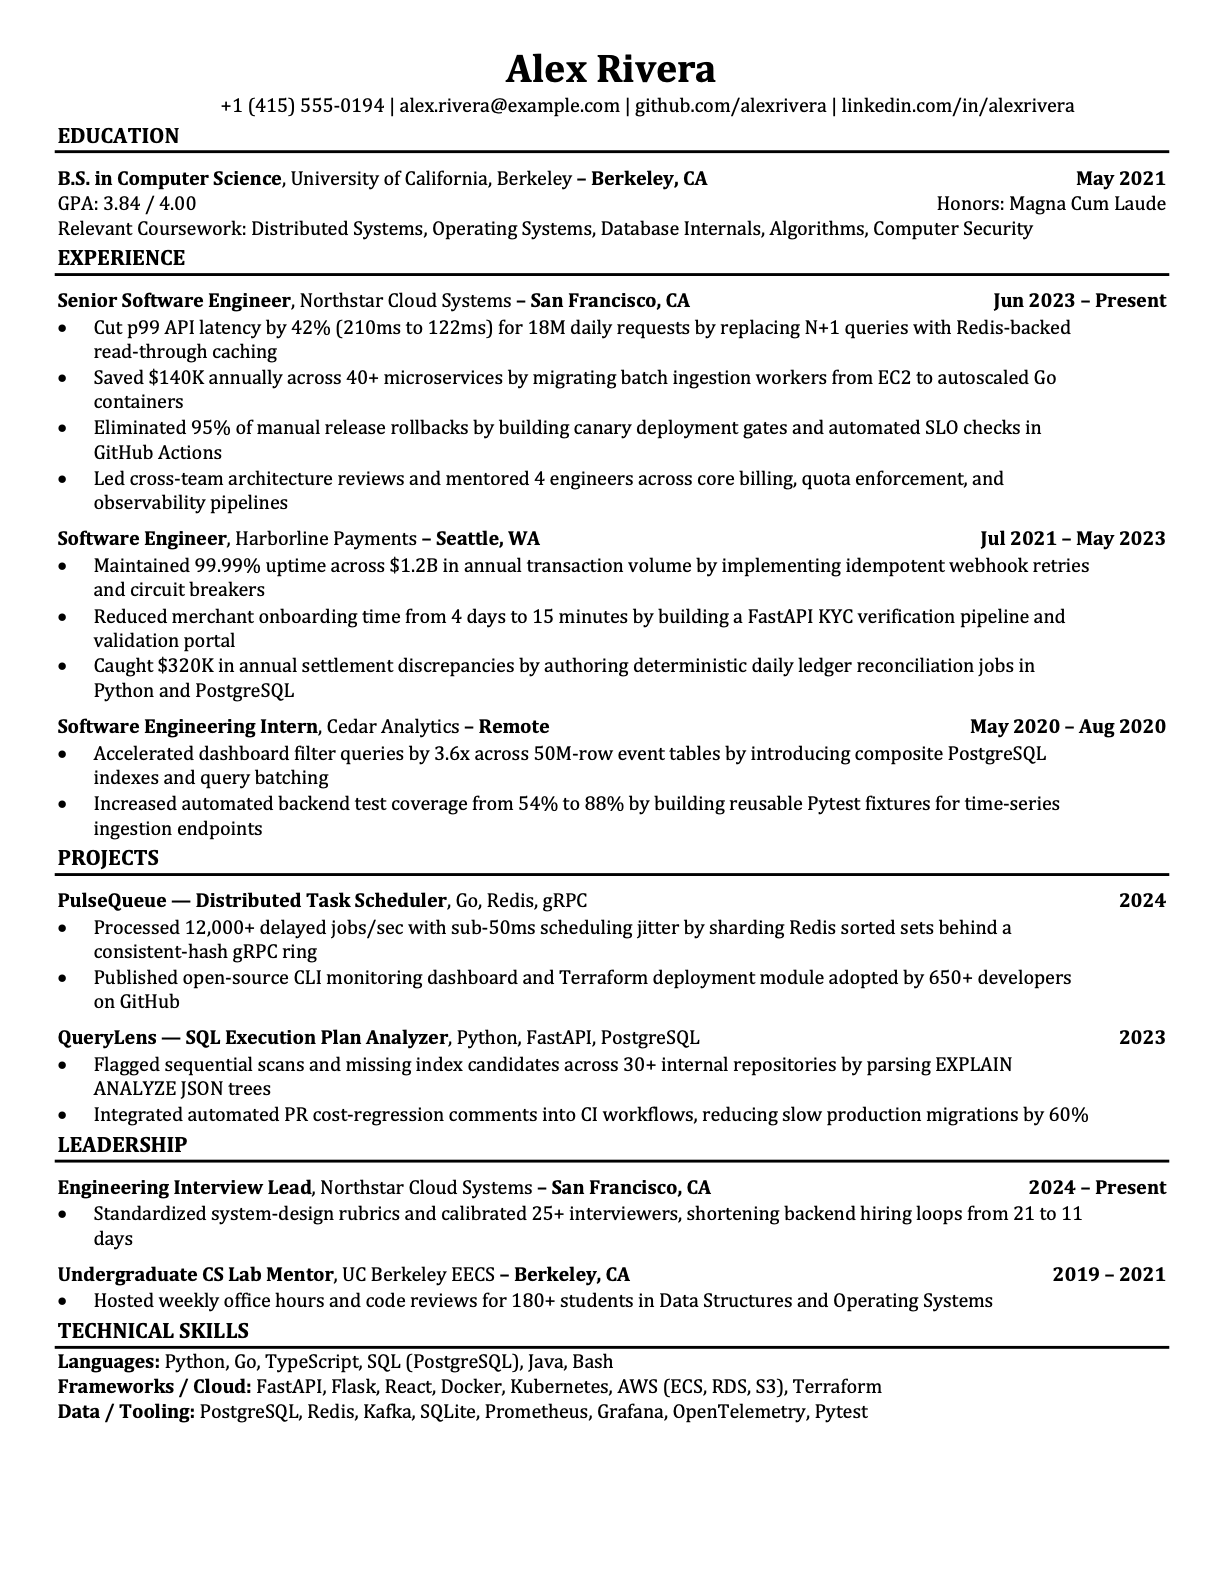 Alex Rivera
+1 (415) 555-0194 | alex.rivera@example.com | github.com/alexrivera | linkedin.com/in/alexrivera
EDUCATION
B.S. in Computer Science, University of California, Berkeley – Berkeley, CA May 2021
GPA: 3.84 / 4.00 Honors: Magna Cum Laude
Relevant Coursework: Distributed Systems, Operating Systems, Database Internals, Algorithms, Computer Security
EXPERIENCE
Senior Software Engineer, Northstar Cloud Systems – San Francisco, CA Jun 2023 – Present
• Cut p99 API latency by 42% (210ms to 122ms) for 18M daily requests by replacing N+1 queries with Redis-backed
read-through caching
• Saved $140K annually across 40+ microservices by migrating batch ingestion workers from EC2 to autoscaled Go
containers
• Eliminated 95% of manual release rollbacks by building canary deployment gates and automated SLO checks in
GitHub Actions
• Led cross-team architecture reviews and mentored 4 engineers across core billing, quota enforcement, and
observability pipelines
Software Engineer, Harborline Payments – Seattle, WA Jul 2021 – May 2023
• Maintained 99.99% uptime across $1.2B in annual transaction volume by implementing idempotent webhook retries
and circuit breakers
• Reduced merchant onboarding time from 4 days to 15 minutes by building a FastAPI KYC verification pipeline and
validation portal
• Caught $320K in annual settlement discrepancies by authoring deterministic daily ledger reconciliation jobs in
Python and PostgreSQL
Software Engineering Intern, Cedar Analytics – Remote May 2020 – Aug 2020
• Accelerated dashboard filter queries by 3.6x across 50M-row event tables by introducing composite PostgreSQL
indexes and query batching
• Increased automated backend test coverage from 54% to 88% by building reusable Pytest fixtures for time-series
ingestion endpoints
PROJECTS
PulseQueue — Distributed Task Scheduler, Go, Redis, gRPC 2024
• Processed 12,000+ delayed jobs/sec with sub-50ms scheduling jitter by sharding Redis sorted sets behind a
consistent-hash gRPC ring
• Published open-source CLI monitoring dashboard and Terraform deployment module adopted by 650+ developers
on GitHub
QueryLens — SQL Execution Plan Analyzer, Python, FastAPI, PostgreSQL 2023
• Flagged sequential scans and missing index candidates across 30+ internal repositories by parsing EXPLAIN
ANALYZE JSON trees
• Integrated automated PR cost-regression comments into CI workflows, reducing slow production migrations by 60%
LEADERSHIP
Engineering Interview Lead, Northstar Cloud Systems – San Francisco, CA 2024 – Present
• Standardized system-design rubrics and calibrated 25+ interviewers, shortening backend hiring loops from 21 to 11
days
Undergraduate CS Lab Mentor, UC Berkeley EECS – Berkeley, CA 2019 – 2021
• Hosted weekly office hours and code reviews for 180+ students in Data Structures and Operating Systems
TECHNICAL SKILLS
Languages: Python, Go, TypeScript, SQL (PostgreSQL), Java, Bash
Frameworks / Cloud: FastAPI, Flask, React, Docker, Kubernetes, AWS (ECS, RDS, S3), Terraform
Data / Tooling: PostgreSQL, Redis, Kafka, SQLite, Prometheus, Grafana, OpenTelemetry, Pytest